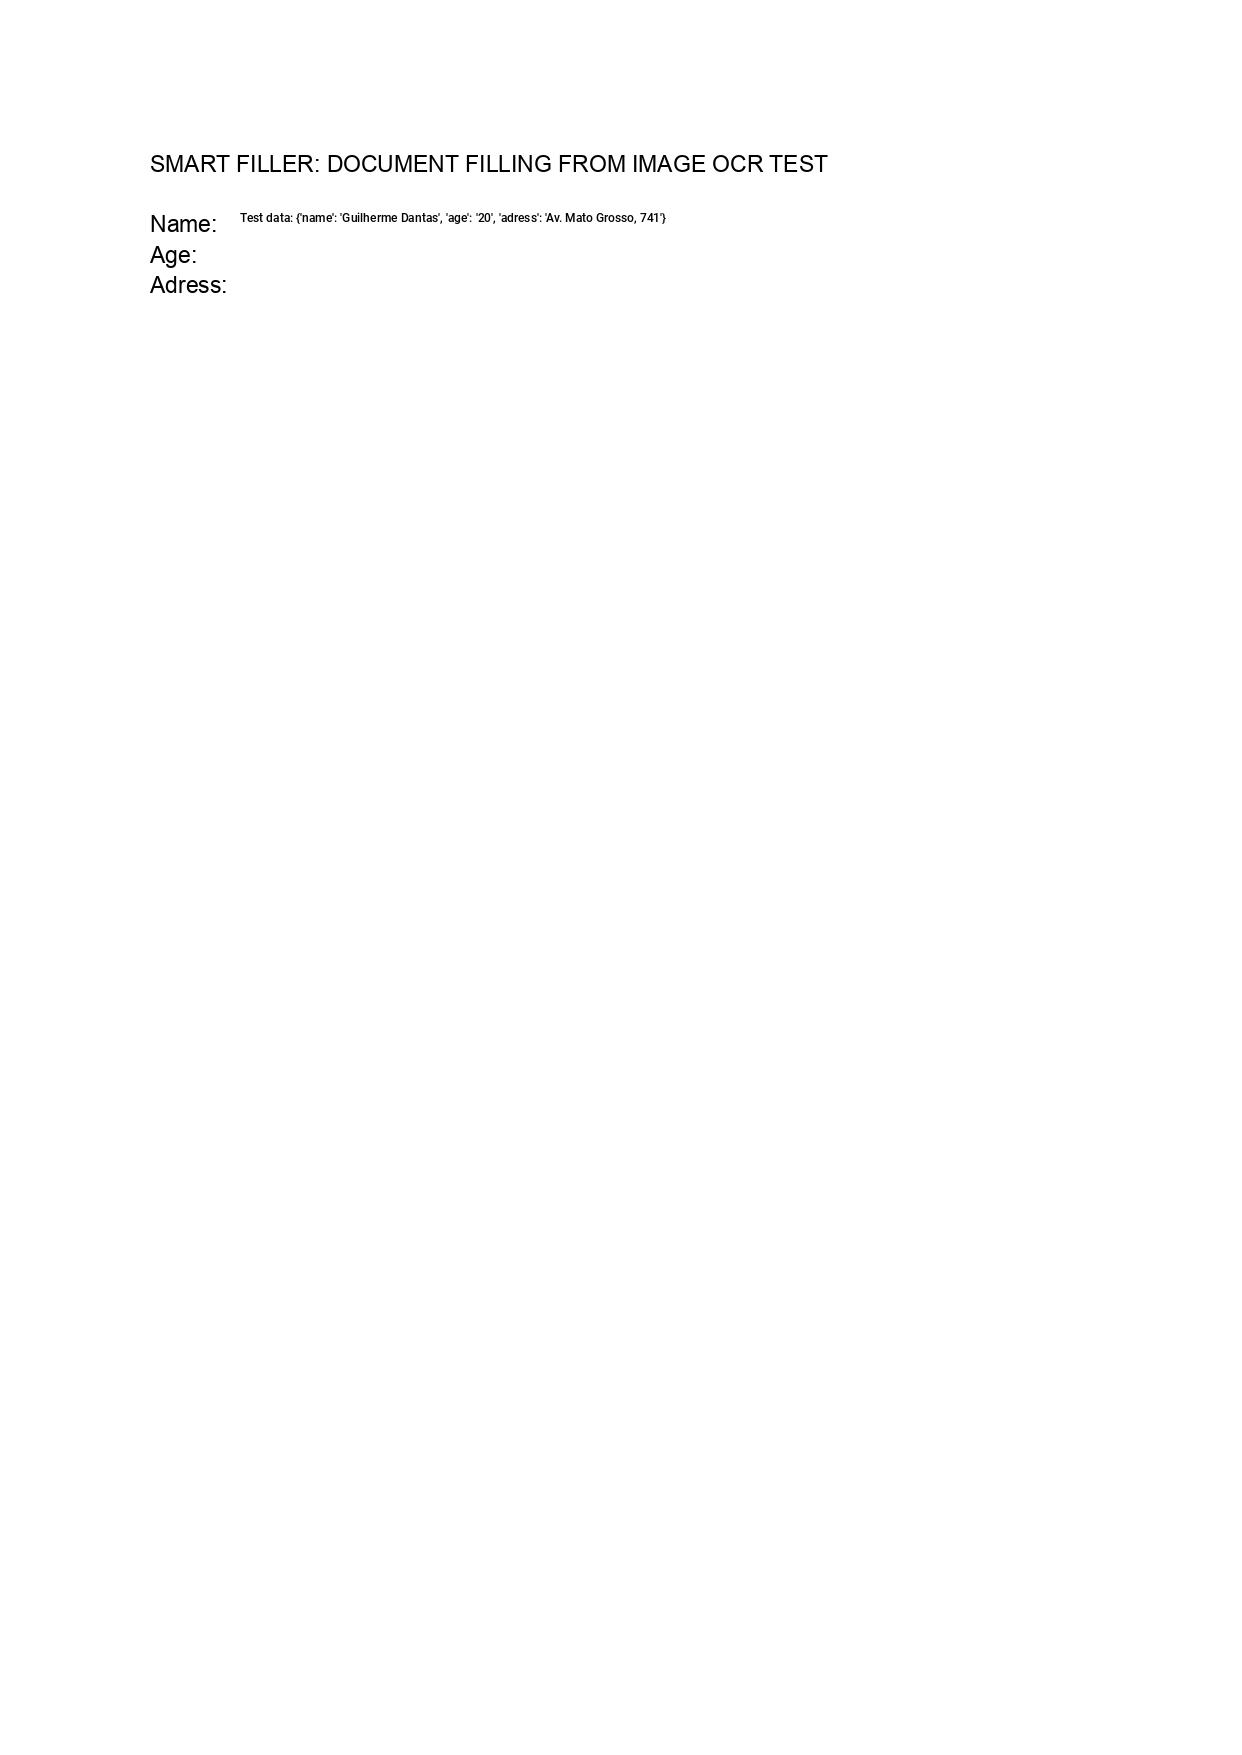 SMART FILLER: DOCUMENT FILLING FROM IMAGE OCR TEST
Name: Test data: {'name': 'Guilherme Dantas', 'age': '20', 'adress': 'Av. Mato Grosso, 741'}
Age:
Adress: